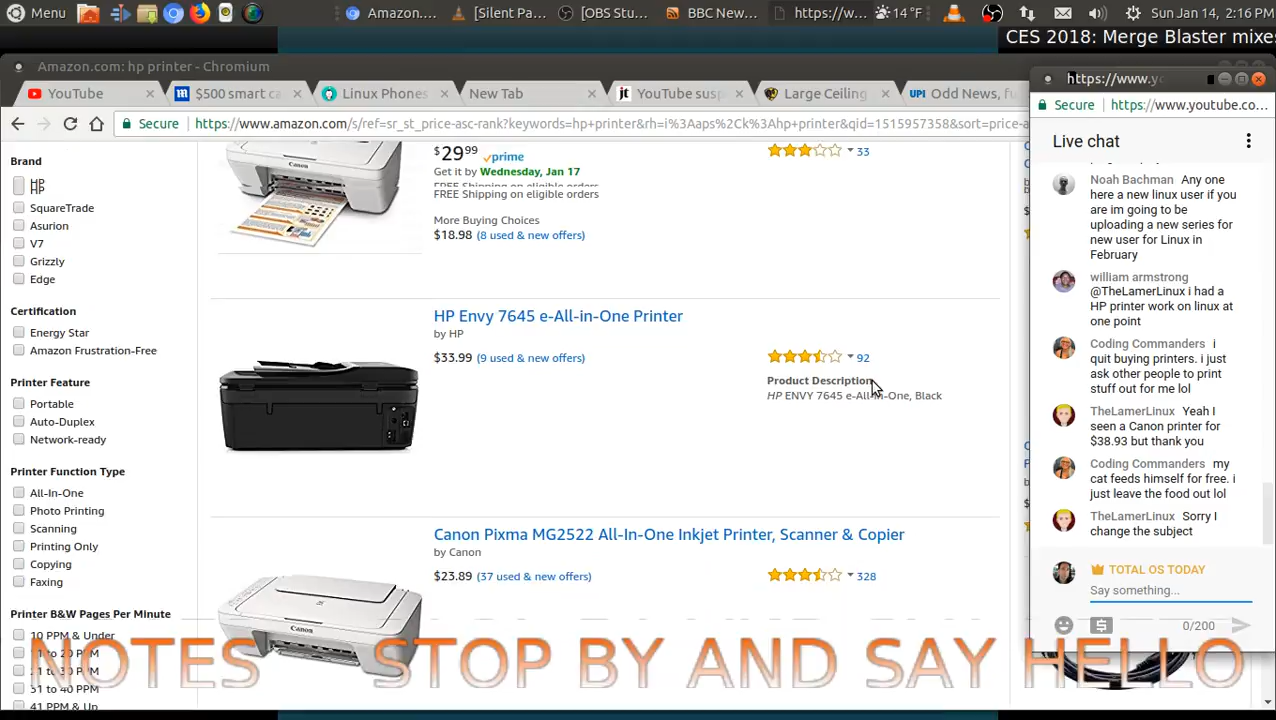 Menu
Amazon....
[Silent Pa...
[OBS Stu...
BBC New...
https://w...
14 °F
Sun Jan 14, 2:16 PM
CES 2018: Merge Blaster mixes
Amazon.com: hp printer - Chromium
YouTube
$500 smart ca
Linux Phones
New Tab
YouTube susp
Large Ceiling
UPI Odd News, fu
Secure
https://www.amazon.com/s/ref=sr_st_price-asc-rank?keywords=hp+printer&rh=i%3Aaps%2Ck%3Ahp+printer&qid=1515957358&sort=price-a
Brand
HP
SquareTrade
Asurion
V7
Grizzly
Edge
Certification
Energy Star
Amazon Frustration-Free
Printer Feature
Portable
Auto-Duplex
Network-ready
Printer Function Type
All-In-One
Photo Printing
Scanning
Printing Only
Copying
Faxing
Printer B&W Pages Per Minute
10 PPM & Under
31 to 40 PPM
41 PPM & Up
Canon
$29.99 prime
Get it by Wednesday, Jan 17
FREE Shipping on eligible orders
FREE Shipping on eligible orders
More Buying Choices
$18.98 (8 used & new offers)
33
HP Envy 7645 e-All-in-One Printer
by HP
$33.99 (9 used & new offers)
92
Product Description
HP ENVY 7645 e-All-in-One, Black
Canon Pixma MG2522 All-In-One Inkjet Printer, Scanner & Copier
by Canon
$23.89 (37 used & new offers)
328
Canon
https://www.yo
Secure
https://www.youtube.co...
Live chat
Noah Bachman Any one
here a new linux user if you
are im going to be
uploading a new series for
new user for Linux in
February
william armstrong
@TheLamerLinux i had a
HP printer work on linux at
one point
Coding Commanders i
quit buying printers. i just
ask other people to print
stuff out for me lol
TheLamerLinux Yeah I
seen a Canon printer for
$38.93 but thank you
Coding Commanders my
cat feeds himself for free. i
just leave the food out lol
TheLamerLinux Sorry I
change the subject
TOTAL OS TODAY
Say something...
0/200
NOTES STOP BY AND SAY HELLO